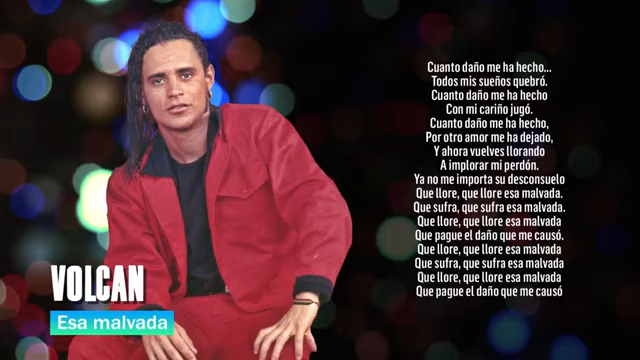 Cuanto daño me ha hecho...
Todos mis sueños quebró.
Cuanto daño me ha hecho
Con mi cariño jugó.
Cuanto daño me ha hecho,
Por otro amor me ha dejado,
Y ahora vuelves llorando
A implorar mi perdón.
Ya no me importa su desconsuelo
Que llore, que llore esa malvada.
Que sufra, que sufra esa malvada.
Que llore, que llore esa malvada
Que pague el daño que me causó.
Que llore, que llore esa malvada
Que sufra, que sufra esa malvada
Que llore, que llore esa malvada
Que pague el daño que me causó
VOLCAN
Esa malvada